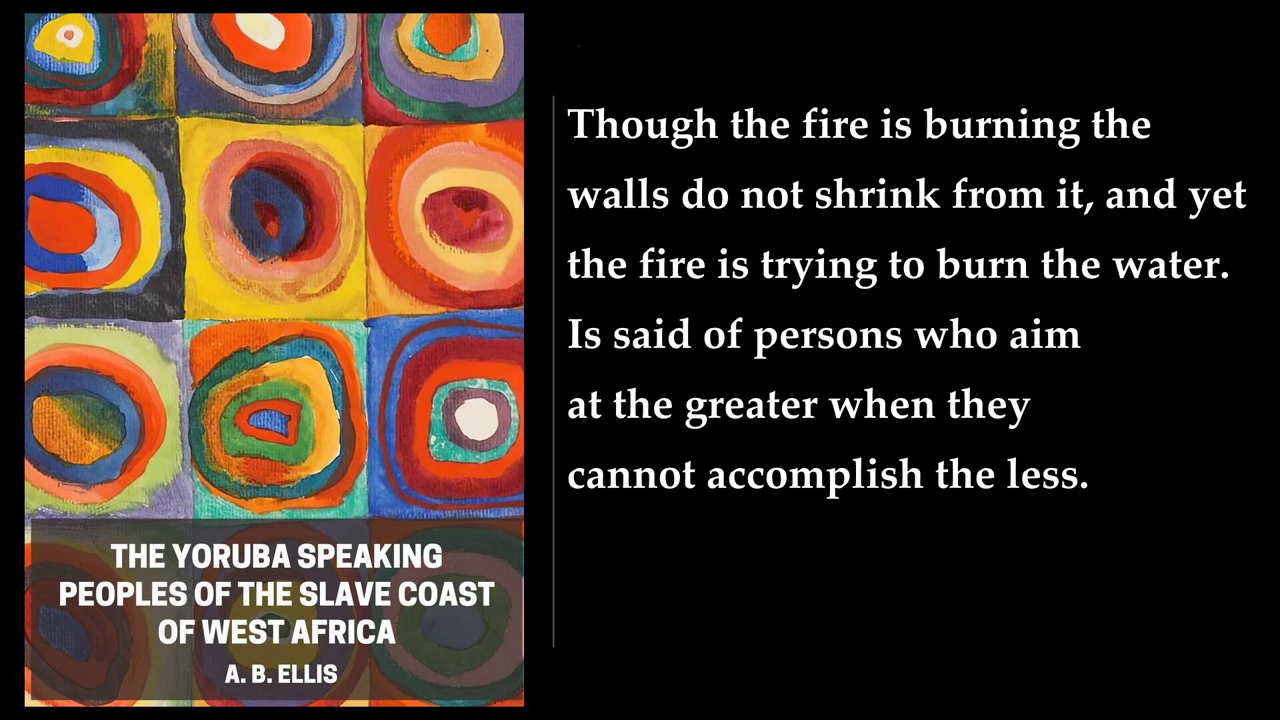 THE YORUBA SPEAKING
PEOPLES OF THE SLAVE COAST
OF WEST AFRICA
A. B. ELLIS
Though the fire is burning the
walls do not shrink from it, and yet
the fire is trying to burn the water.
Is said of persons who aim
at the greater when they
cannot accomplish the less.